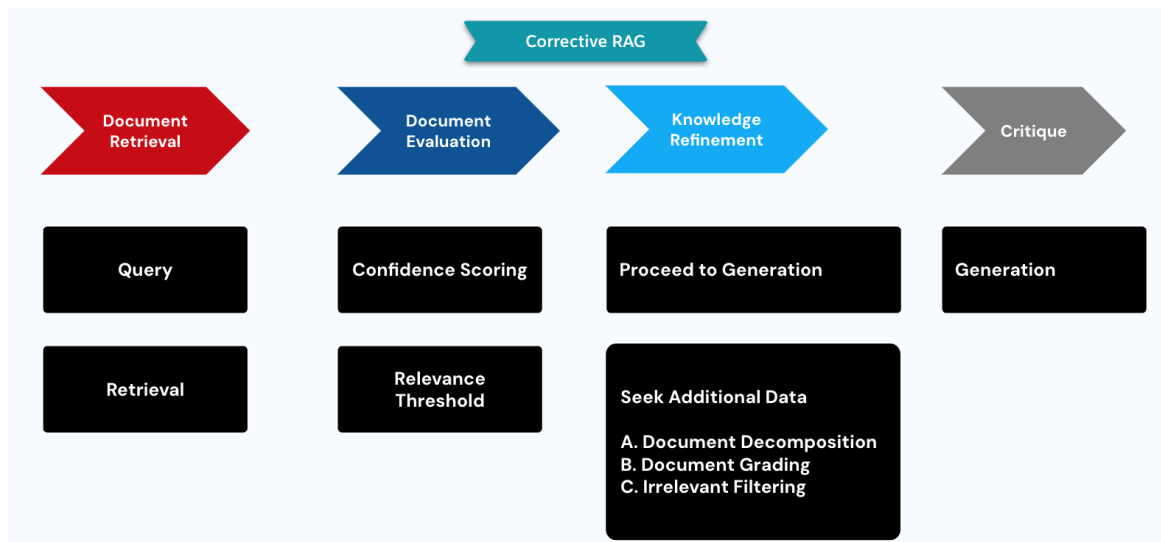 Corrective RAG
Document
Retrieval
Document
Evaluation
Knowledge
Refinement
Critique
Query
Confidence Scoring
Proceed to Generation
Generation
Retrieval
Relevance
Threshold
Seek Additional Data
A. Document Decomposition
B. Document Grading
C. Irrelevant Filtering